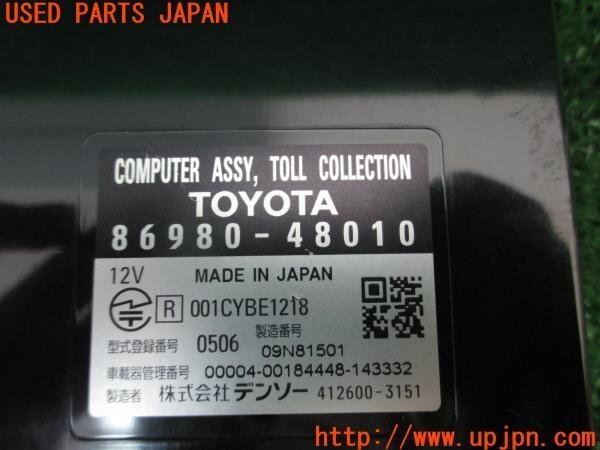 USED PARTS JAPAN
COMPUTER ASSY, TOLL COLLECTION
TOYOTA
86980-48010
12V MADE IN JAPAN
R 001CYBE1218
型式登録番号 0506 製造番号 09N81501
車載器管理番号 00004-00184448-143332
製造者 株式会社デンソー 412600-3151
http://www.upjpn.com/